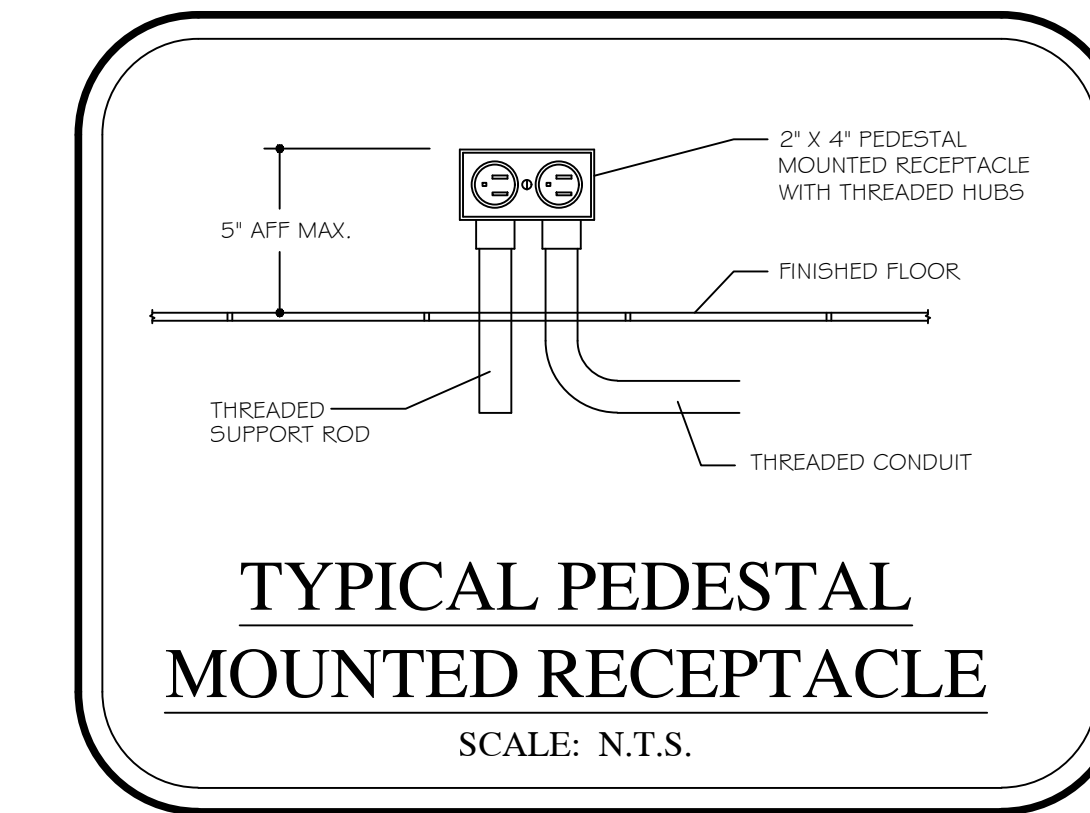 2" X 4" PEDESTAL
MOUNTED RECEPTACLE
WITH THREADED HUBS
5" AFF MAX.
FINISHED FLOOR
THREADED
SUPPORT ROD
THREADED CONDUIT
TYPICAL PEDESTAL
MOUNTED RECEPTACLE
SCALE: N.T.S.